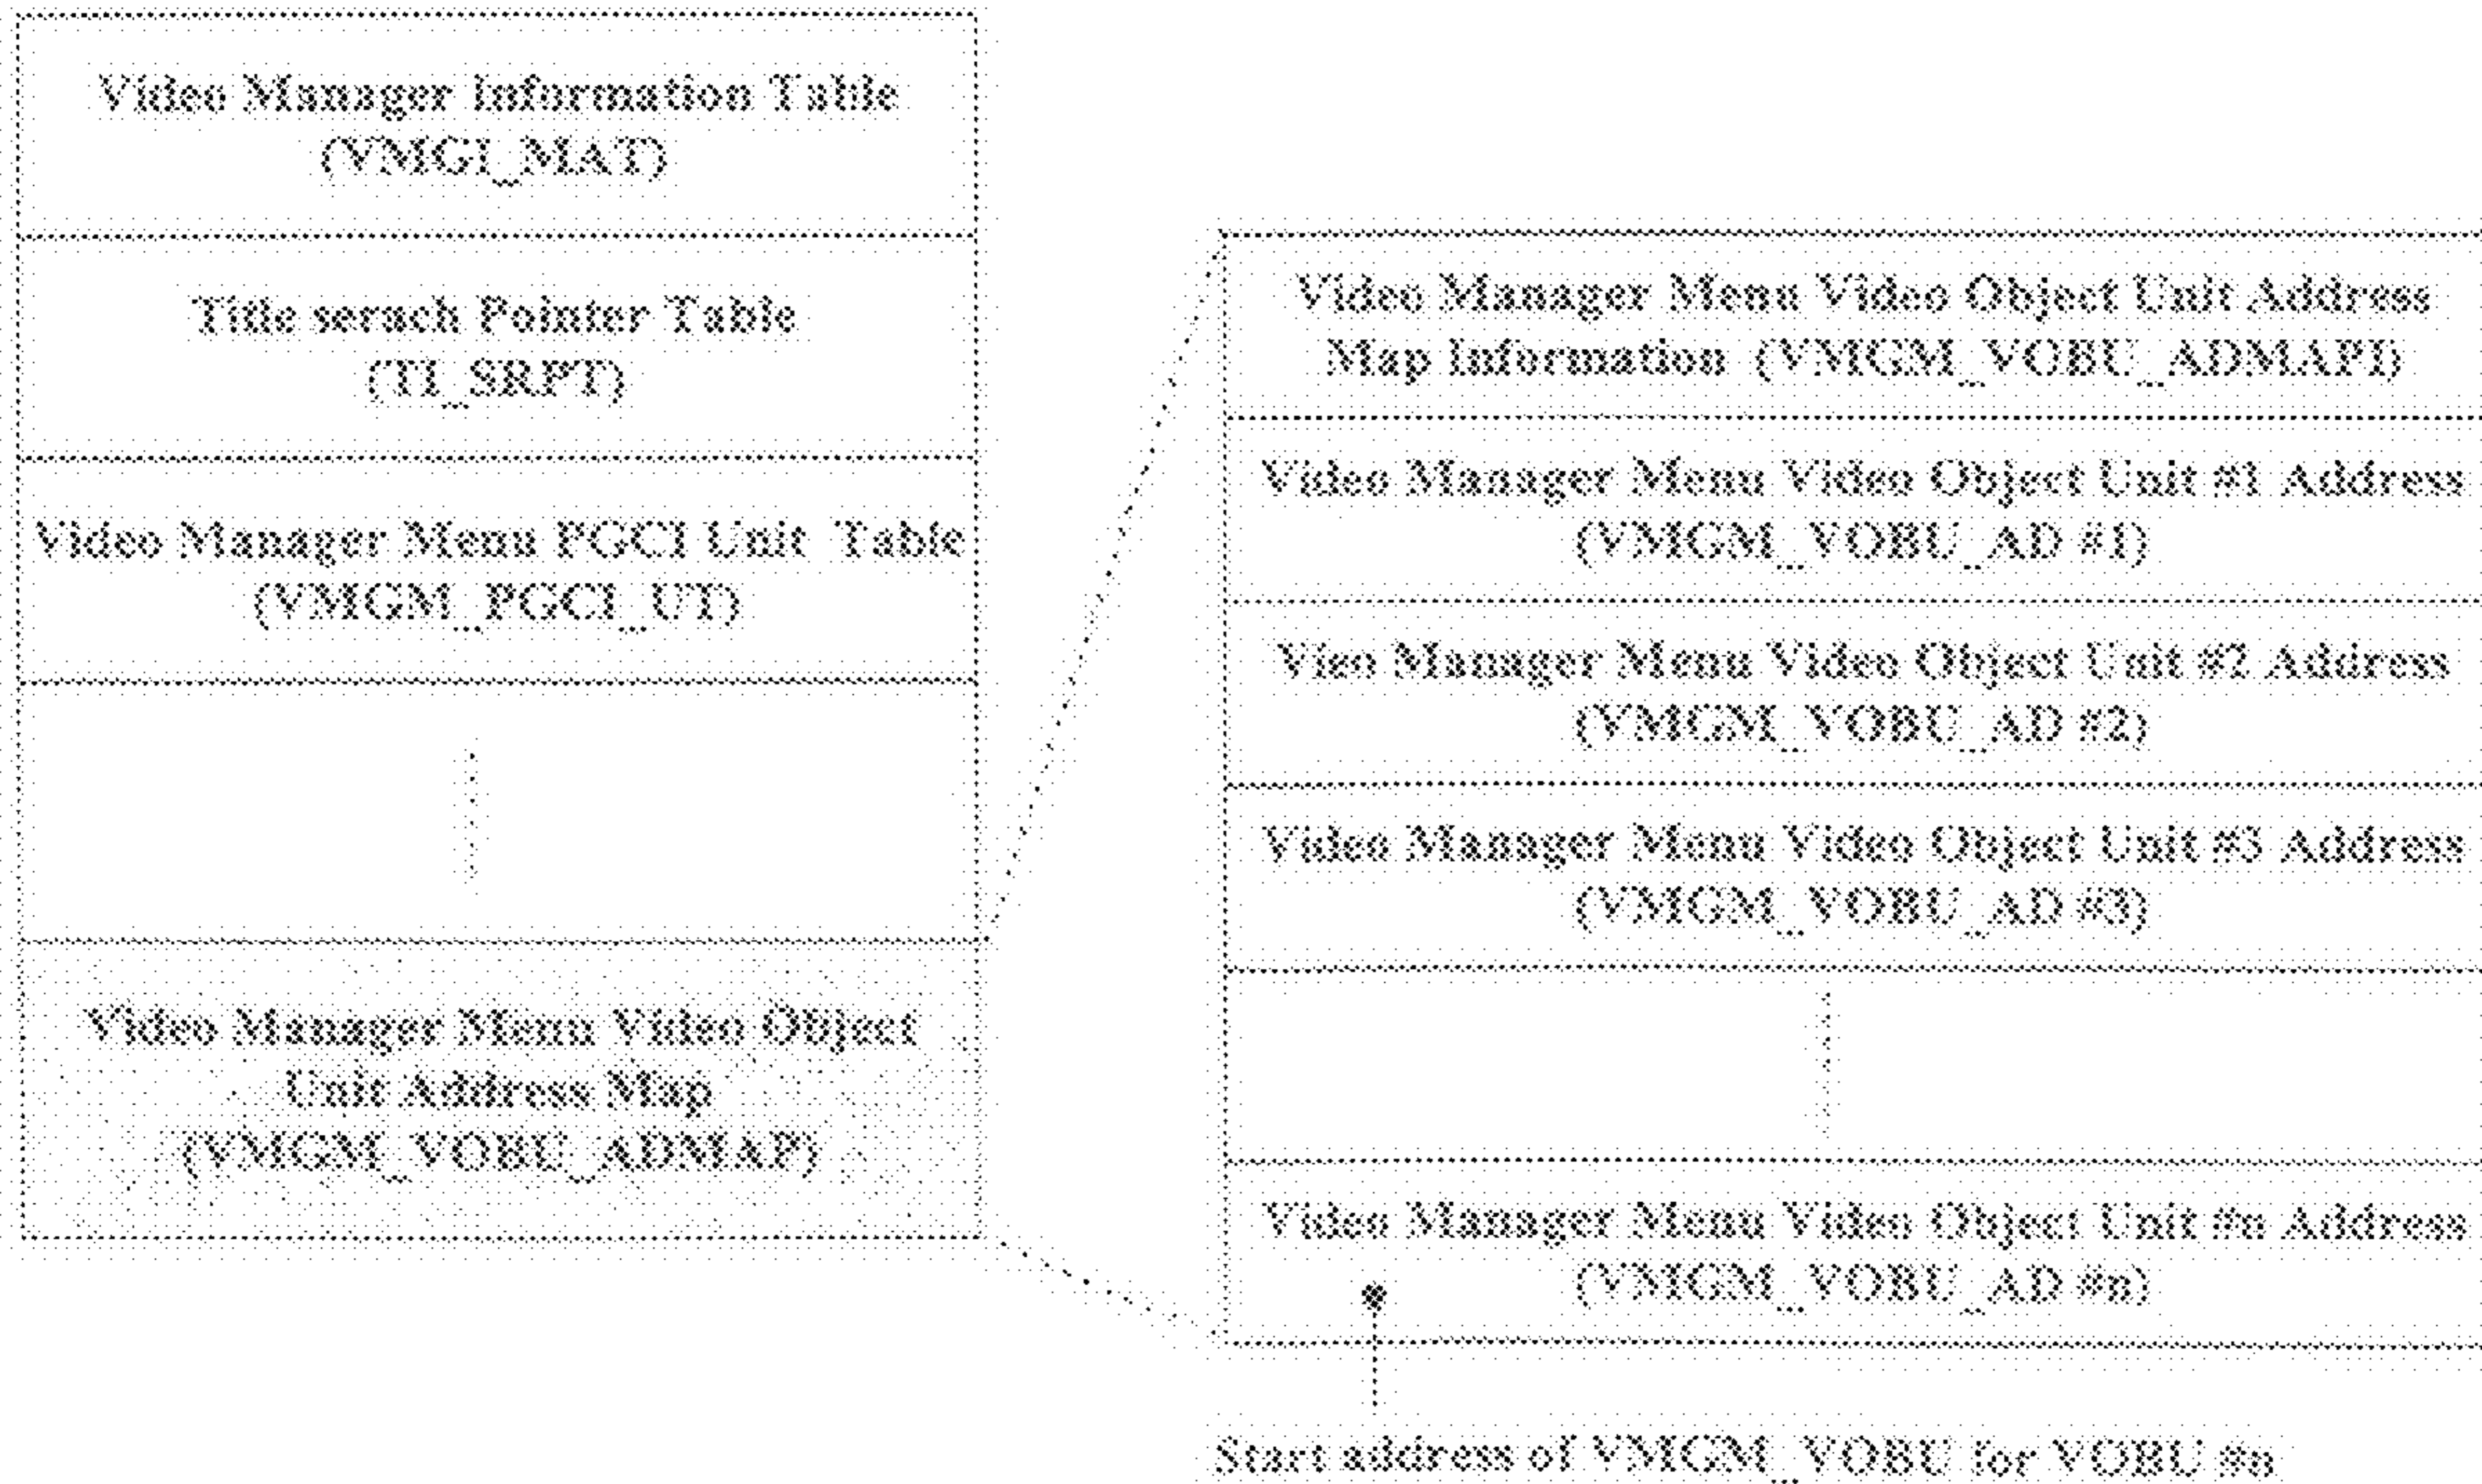 Video Manager Information Table
(VMGI_MAT)
Title serach Pointer Table
(TT_SRPT)
Video Manager Menu PGCI Unit Table
(VMGM_PGCI_UT)
Video Manager Menu Video Object
Unit Address Map
(VMGM_VOBU_ADMAP)
Video Manager Menu Video Object Unit Address
Map Information (VMGM_VOBU_ADMAPI)
Video Manager Menu Video Object Unit #1 Address
(VMGM_VOBU_AD #1)
Vieo Manager Menu Video Object Unit #2 Address
(VMGM_VOBU_AD #2)
Video Manager Menu Video Object Unit #3 Address
(VMGM_VOBU_AD #3)
Video Manager Menu Video Object Unit #n Address
(VMGM_VOBU_AD #n)
Start address of VMGM_VOBU for VOBU #n